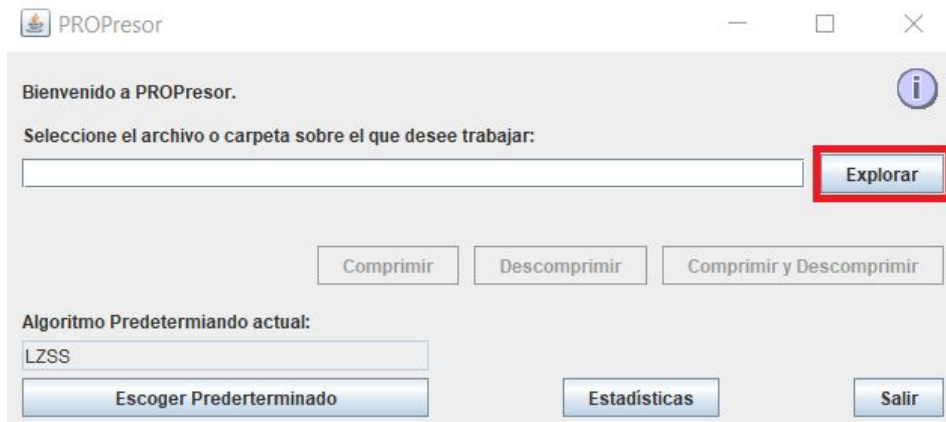 PROPresor
Bienvenido a PROPresor.
i
Seleccione el archivo o carpeta sobre el que desee trabajar:
Explorar
Comprimir Descomprimir Comprimir y Descomprimir
Algoritmo Predetermiando actual:
LZSS
Escoger Prederterminado Estadísticas Salir